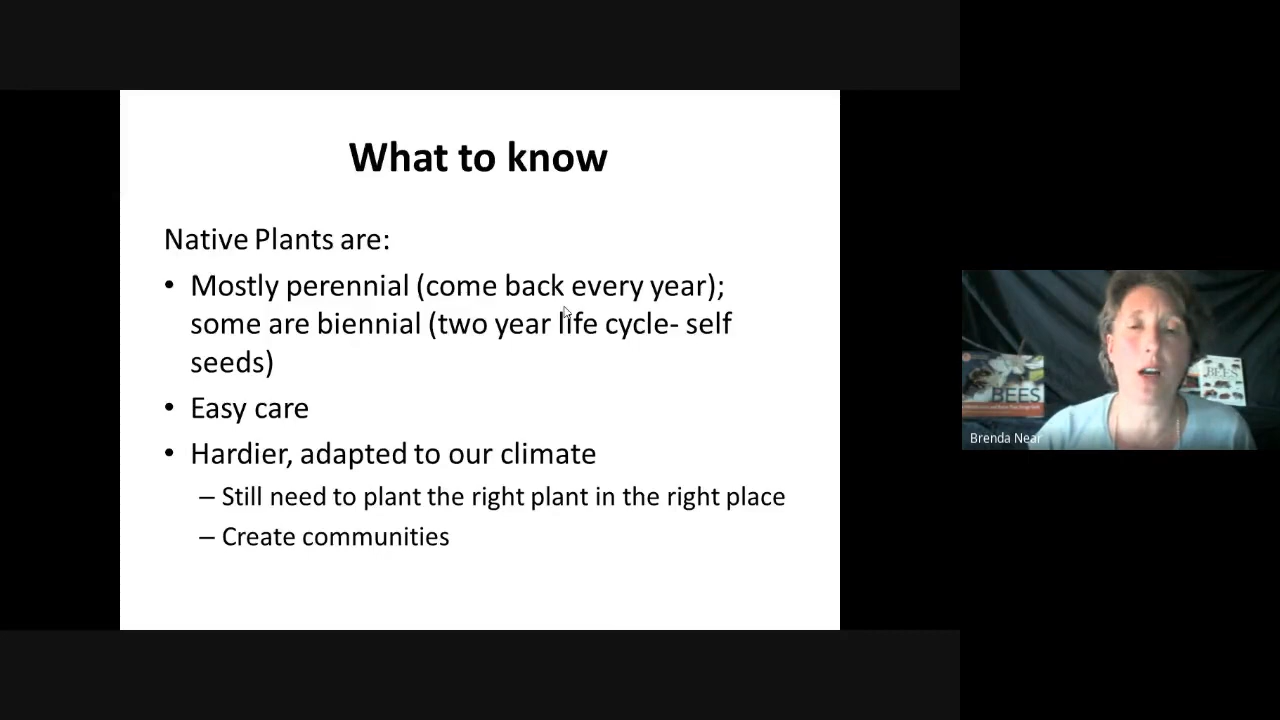 What to know
Native Plants are:
• Mostly perennial (come back every year);
some are biennial (two year life cycle- self
seeds)
• Easy care
• Hardier, adapted to our climate
– Still need to plant the right plant in the right place
– Create communities
BEES
BEES
Brenda Near